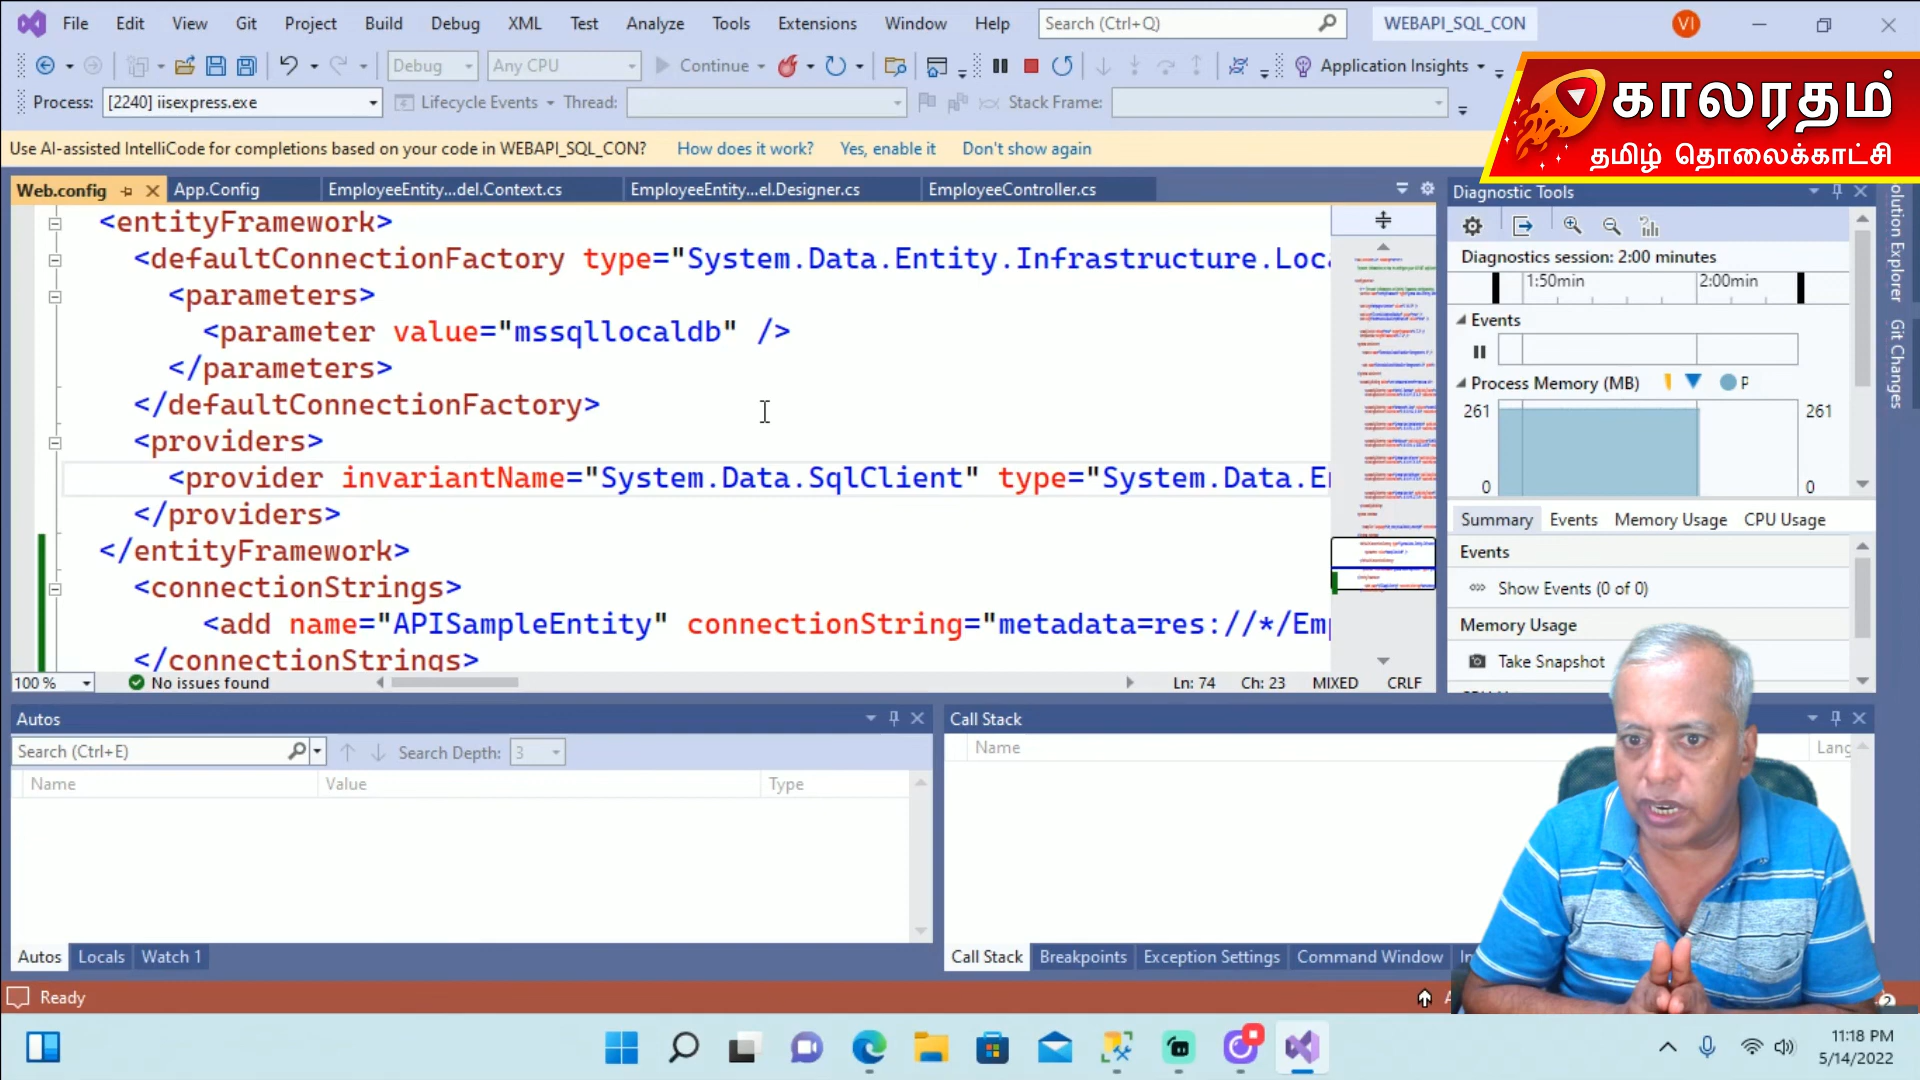 File Edit View Git Project Build Debug XML Test Analyze Tools Extensions Window Help Search (Ctrl+Q) WEBAPI_SQL_CON VI
Debug Any CPU Continue Application Insights
Process: [2240] iisexpress.exe Lifecycle Events Thread: Stack Frame:
காலரதம்
தமிழ் தொலைக்காட்சி
Use AI-assisted IntelliCode for completions based on your code in WEBAPI_SQL_CON? How does it work? Yes, enable it Don't show again
Web.config App.Config EmployeeEntity...del.Context.cs EmployeeEntity...el.Designer.cs EmployeeController.cs
<entityFramework>
<defaultConnectionFactory type="System.Data.Entity.Infrastructure.Loca
<parameters>
<parameter value="mssqllocaldb" />
</parameters>
</defaultConnectionFactory>
<providers>
<provider invariantName="System.Data.SqlClient" type="System.Data.En
</providers>
</entityFramework>
<connectionStrings>
<add name="APISampleEntity" connectionString="metadata=res://*/Emp
</connectionStrings>
100 % No issues found Ln: 74 Ch: 23 MIXED CRLF
Diagnostic Tools
Diagnostics session: 2:00 minutes
1:50min 2:00min
Events
Process Memory (MB) P
261 261
0 0
Summary Events Memory Usage CPU Usage
Events
Show Events (0 of 0)
Memory Usage
Take Snapshot
olution Explorer
Git Changes
Autos
Search (Ctrl+E) Search Depth: 3
Name Value Type
Autos Locals Watch 1
Call Stack
Name Lang
Call Stack Breakpoints Exception Settings Command Window
Ready
2
11:18 PM
5/14/2022